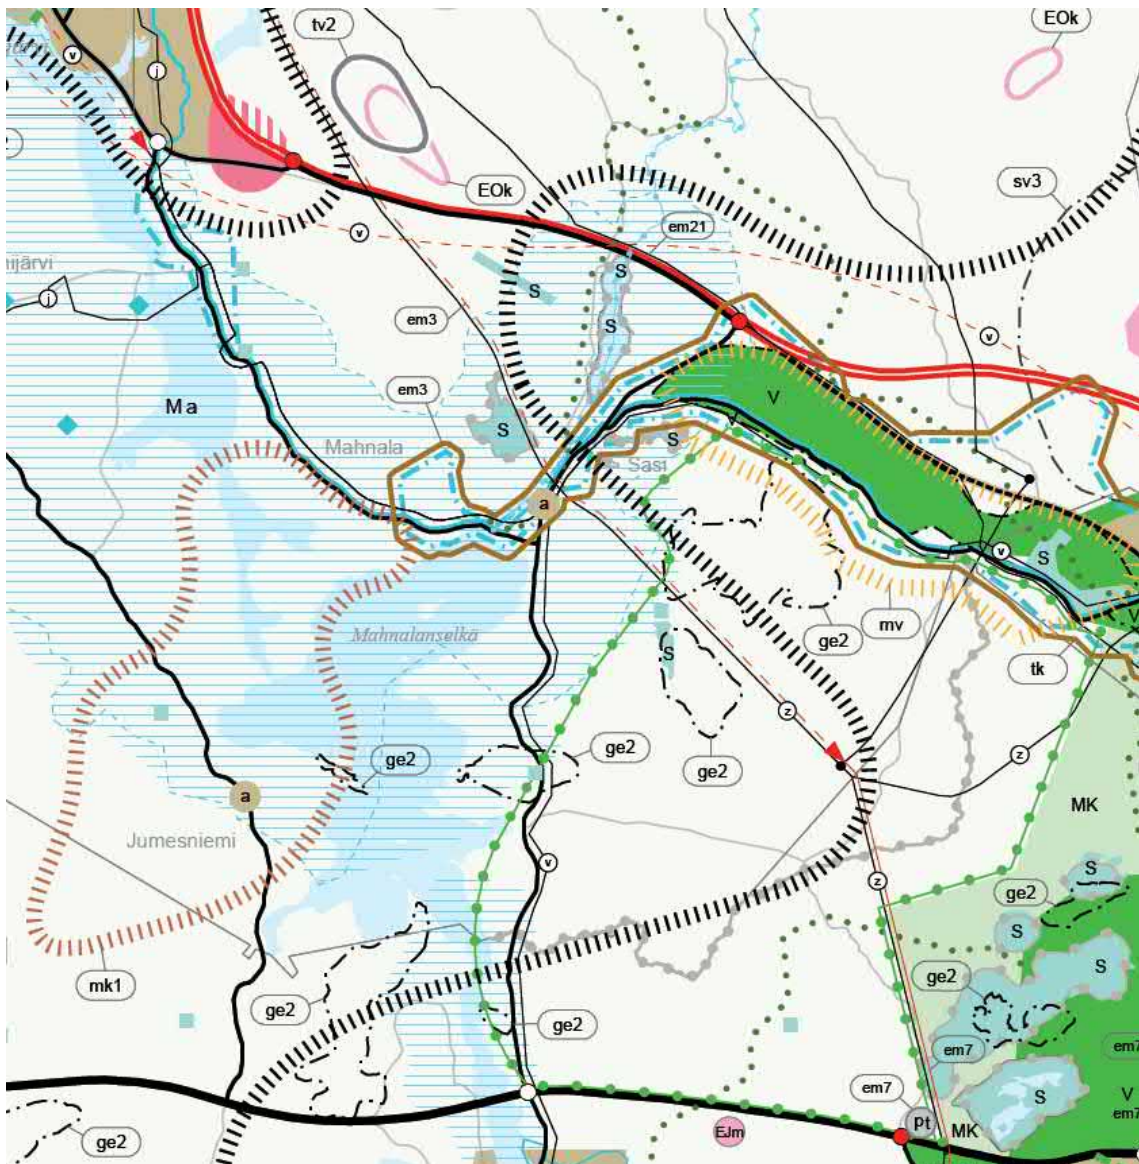 tv2
EOk
v
j
EOk
sv3
v
em21
S
nijärvi
j
S
S
em3
v
em3
V
Ma
S
Mahnala
S
V
Sasi
a
v
S
V
Mahnalanselkä
ge2
mv
S
tk
z
ge2
ge2
z
ge2
a
MK
Jumesniemi
v
z
S
ge2
S
S
mk1
ge2
ge2
ge2
em7
em7
em7
S
V
em7
pt
EJm
MK
ge2